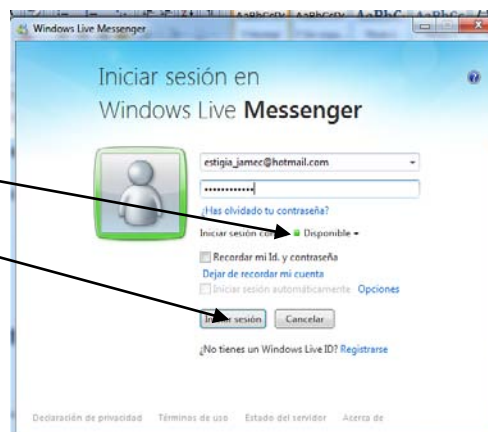 Windows Live Messenger
Iniciar sesión en
Windows Live Messenger
estigia_jamec@hotmail.com
••••••••••••
¿Has olvidado tu contraseña?
Iniciar sesión Disponible
Recordar mi Id. y contraseña
Dejar de recordar mi cuenta
Iniciar sesión automáticamente Opciones
Iniciar sesión Cancelar
¿No tienes un Windows Live ID? Registrarse
Declaración de privacidad Términos de uso Estado del servidor Acerca de